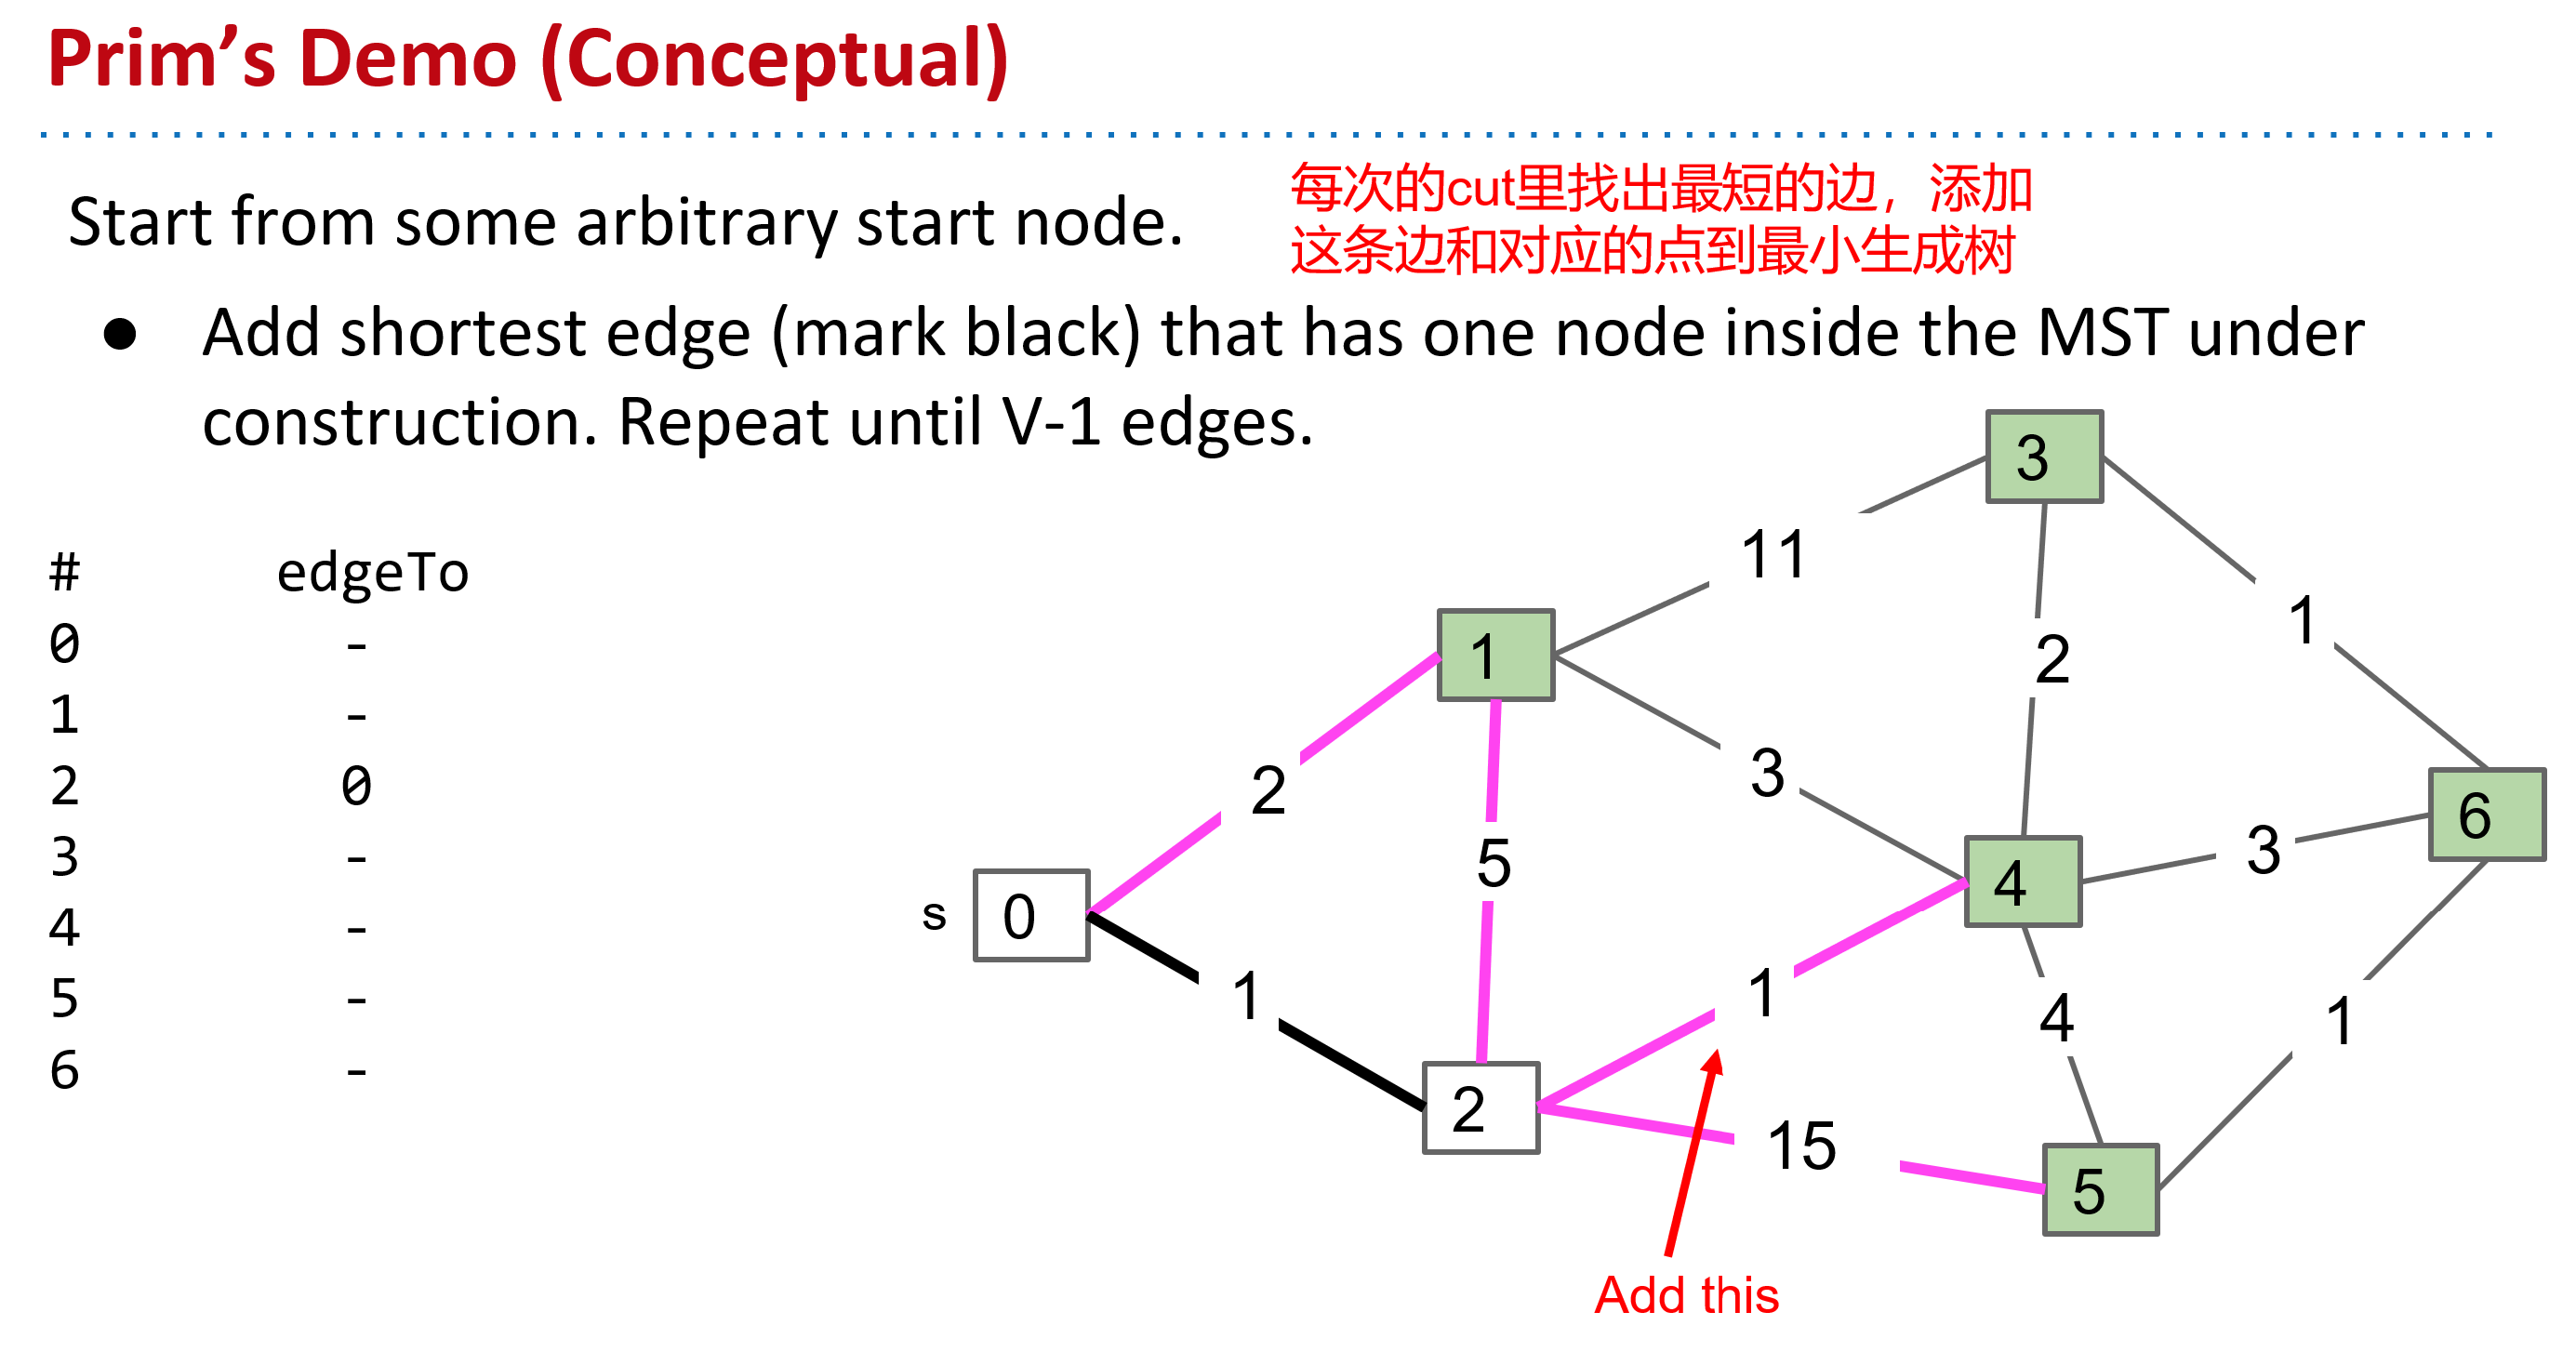 Prim’s Demo (Conceptual)
每次的cut里找出最短的边，添加
这条边和对应的点到最小生成树
Start from some arbitrary start node.
● Add shortest edge (mark black) that has one node inside the MST under
construction. Repeat until V-1 edges.
# edgeTo
0 -
1 -
2 0
3 -
4 -
5 -
6 -
3
11
1
1
2
2
3
6
5
3
4
s
0
1
1
4
1
2
15
5
Add this